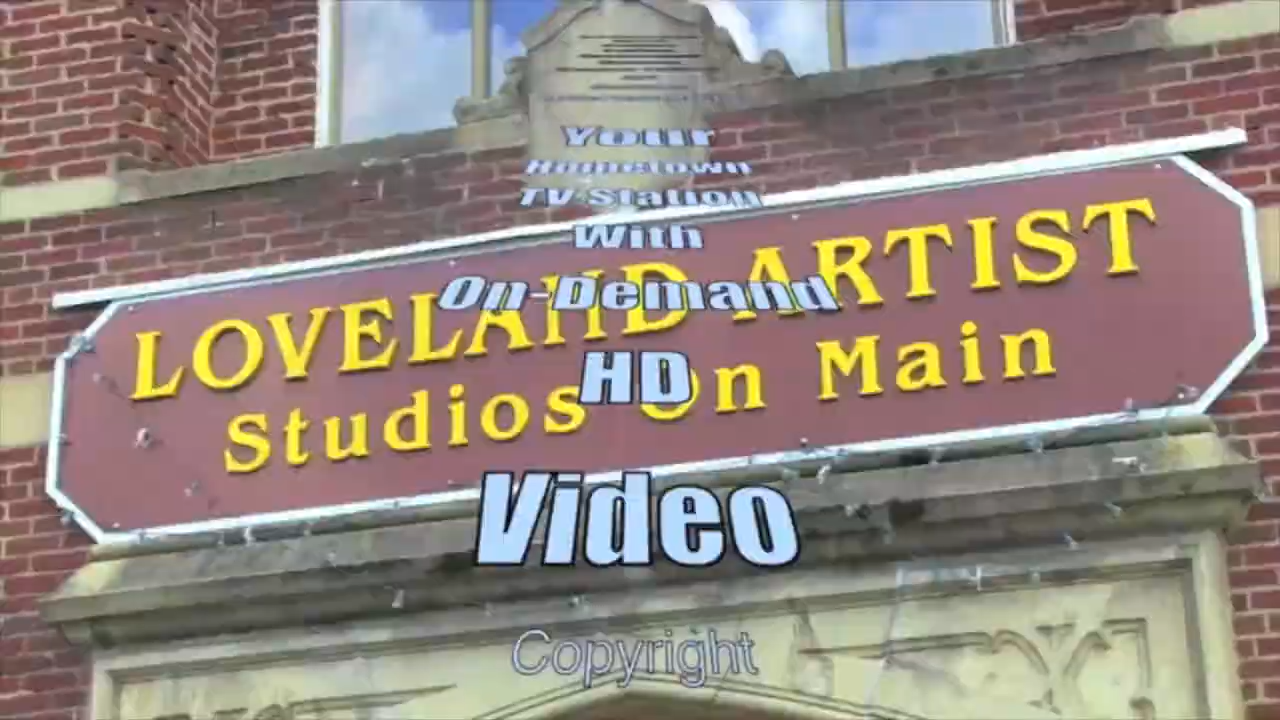 Your
Hometown
TV Station
With
On-Demand
HD
Video
LOVELAND ARTIST
Studios On Main
Copyright